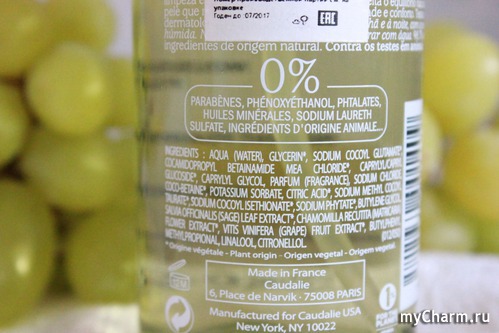 упаковке
Годен до: 07/2017
EAC
ingredientes de origem natural. Contra os testes em
0%
PARABÈNES, PHÉNOXYÉTHANOL, PHTALATES,
HUILES MINÉRALES, SODIUM LAURETH
SULFATE, INGRÉDIENTS D'ORIGINE ANIMALE...
INGREDIENTS : AQUA (WATER), GLYCERIN*, SODIUM COCOYL GLUTAMATE*,
COCAMIDOPROPYL BETAINAMIDE MEA CHLORIDE*, CAPRYLYL/CAPRYL
GLUCOSIDE*, CAPRYLYL GLYCOL, PARFUM (FRAGRANCE), SODIUM CHLORIDE,
COCO-BETAINE*, POTASSIUM SORBATE, CITRIC ACID*, SODIUM METHYL COCOYL
TAURATE*, SODIUM COCOYL ISETHIONATE*, SODIUM PHYTATE*, BUTYLENE GLYCOL,
SALVIA OFFICINALIS (SAGE) LEAF EXTRACT*, CHAMOMILLA RECUTITA (MATRICARIA)
FLOWER EXTRACT*, VITIS VINIFERA (GRAPE) FRUIT EXTRACT*, BUTYLPHENYL
METHYLPROPIONAL, LINALOOL, CITRONELLOL.
* Origine végétale - Plant origin - Origen vegetal - Origem vegetal.
Made in France
Caudalie
6, Place de Narvik - 75008 PARIS
Manufactured for Caudalie USA
New York, NY 10022
1
FOR THE
PLANET
myCharm.ru